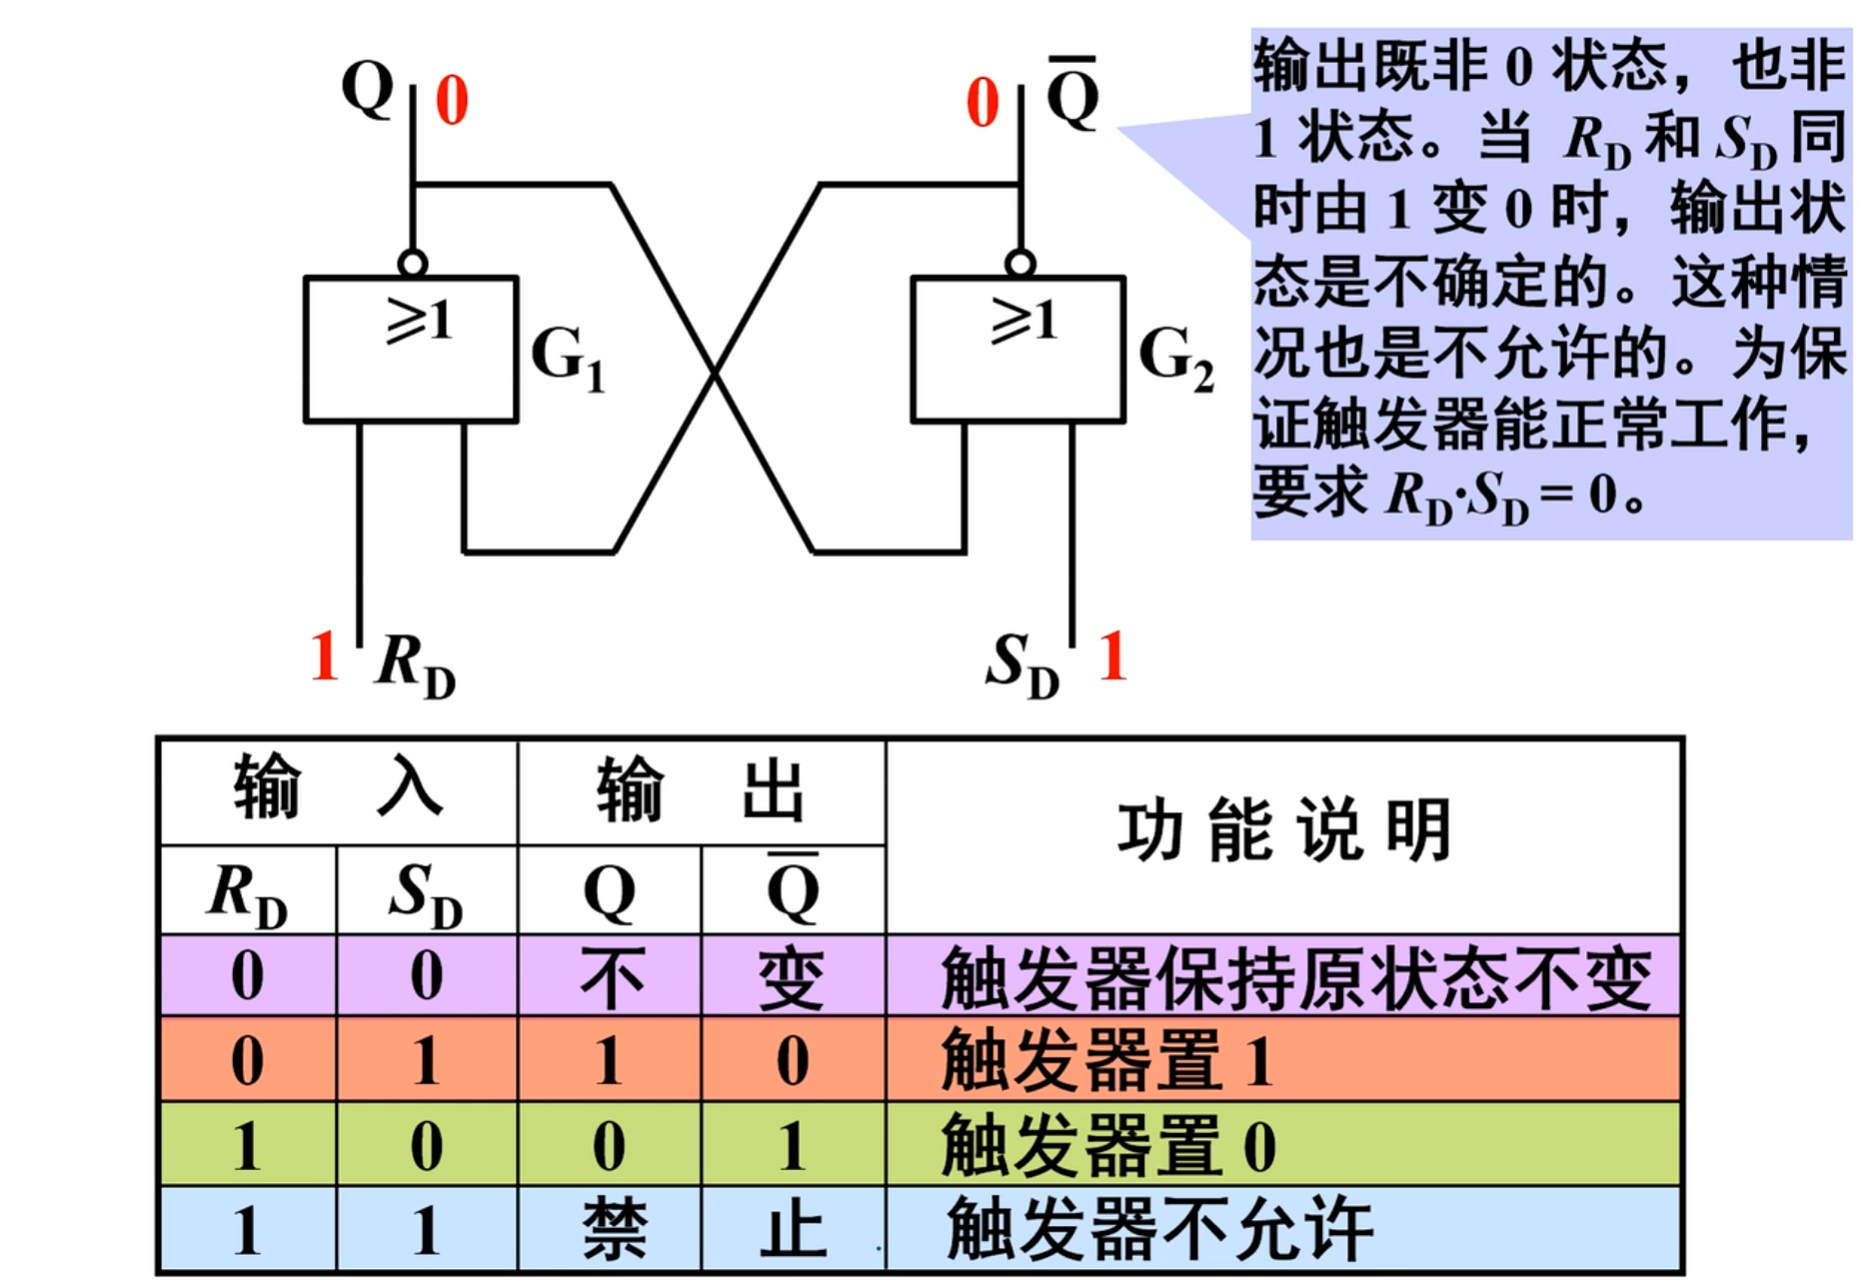 Q 0 0 Q̅
输出既非 0 状态，也非
1 状态。当 R_D 和 S_D 同
时由 1 变 0 时，输出状
态是不确定的。这种情
况也是不允许的。为保
证触发器能正常工作，
要求 R_D·S_D = 0。
≥1 G₁ ≥1 G₂
1 R_D S_D 1
输 入 输 出 功 能 说 明
R_D S_D Q Q̅
0 0 不 变 触发器保持原状态不变
0 1 1 0 触发器置 1
1 0 0 1 触发器置 0
1 1 禁 止 触发器不允许